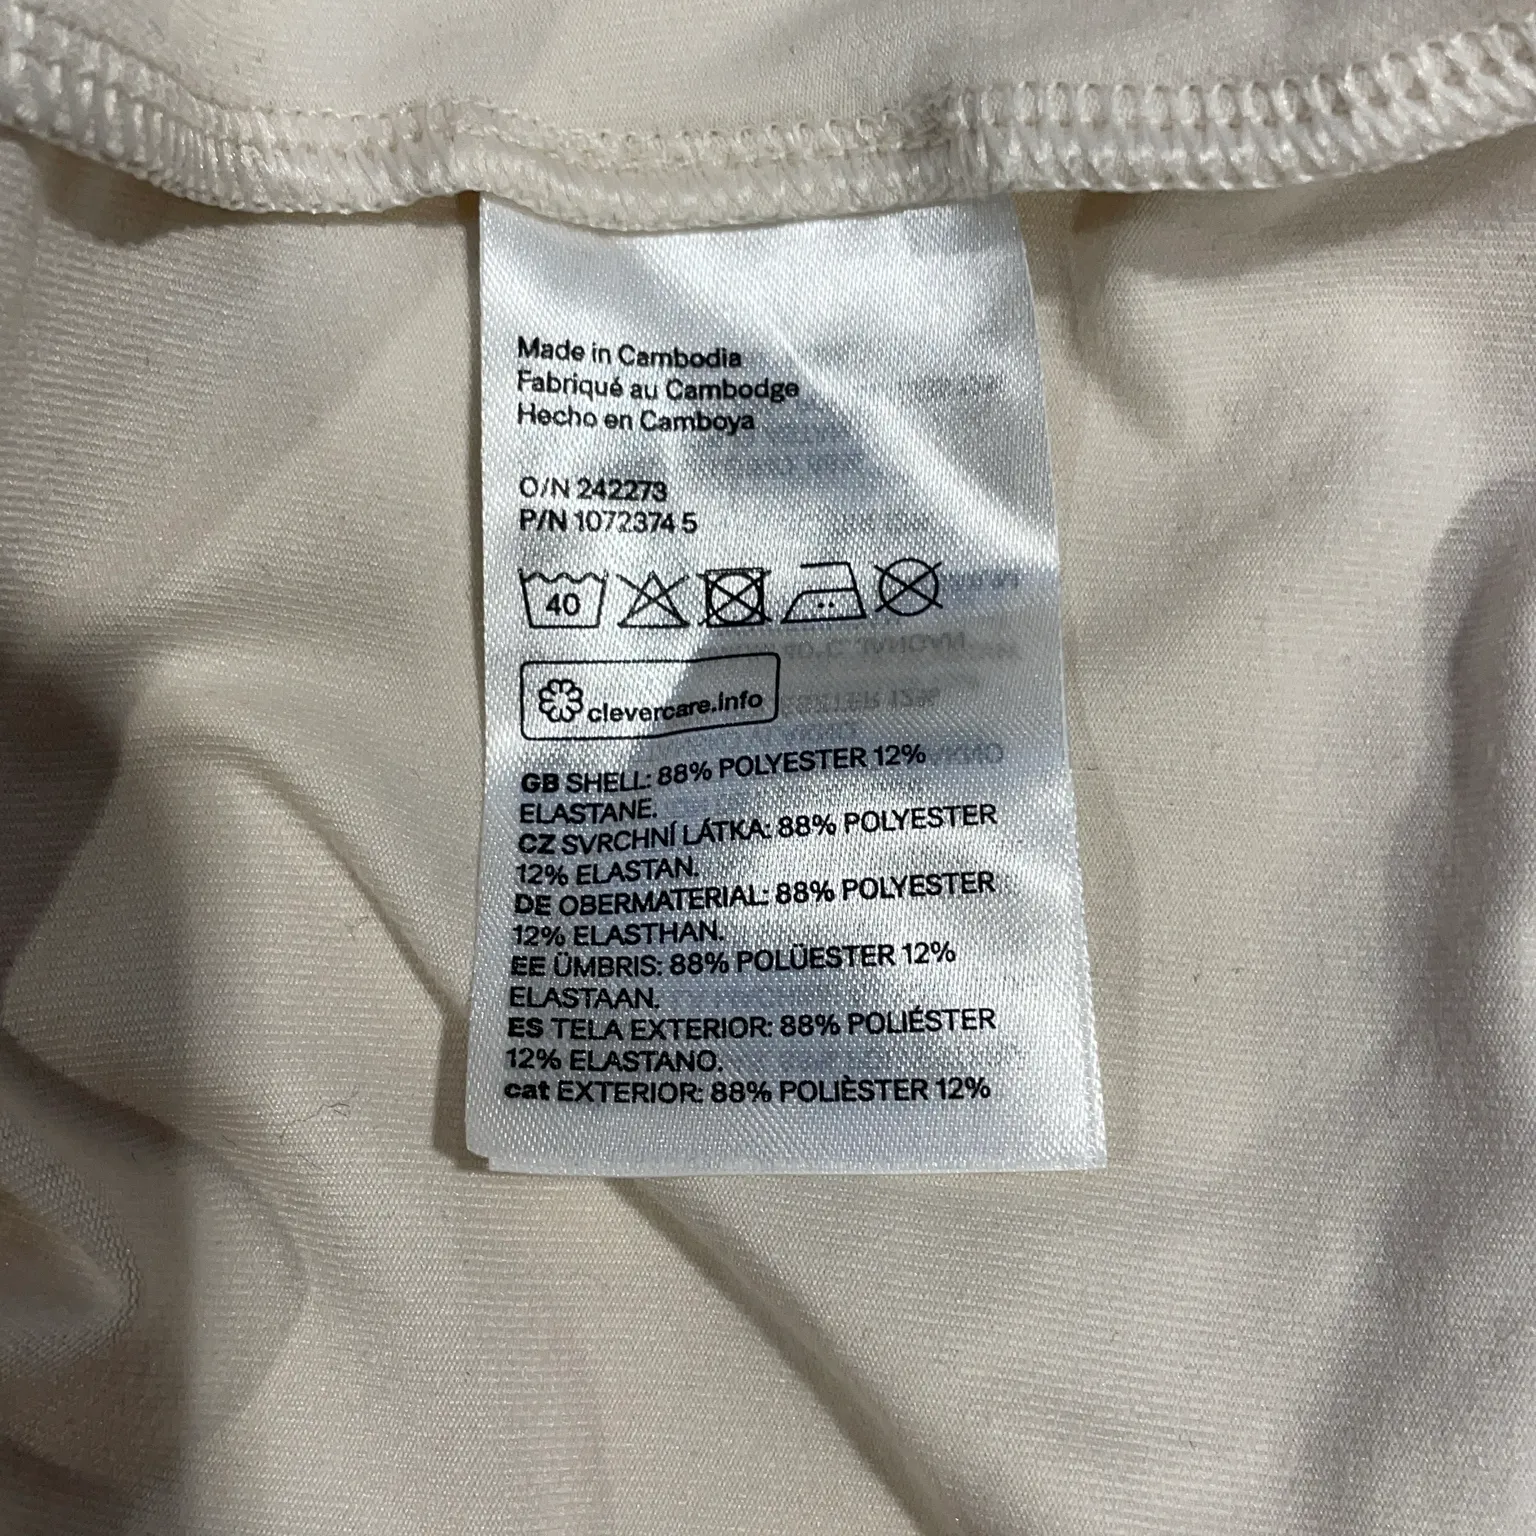 Made in Cambodia
Fabriqué au Cambodge
Hecho en Camboya
O/N 242273
P/N 1072374 5
40
clevercare.info
GB SHELL: 88% POLYESTER 12%
ELASTANE.
CZ SVRCHNÍ LÁTKA: 88% POLYESTER
12% ELASTAN.
DE OBERMATERIAL: 88% POLYESTER
12% ELASTHAN.
EE ÜMBRIS: 88% POLÜESTER 12%
ELASTAAN.
ES TELA EXTERIOR: 88% POLIÉSTER
12% ELASTANO.
cat EXTERIOR: 88% POLIÈSTER 12%